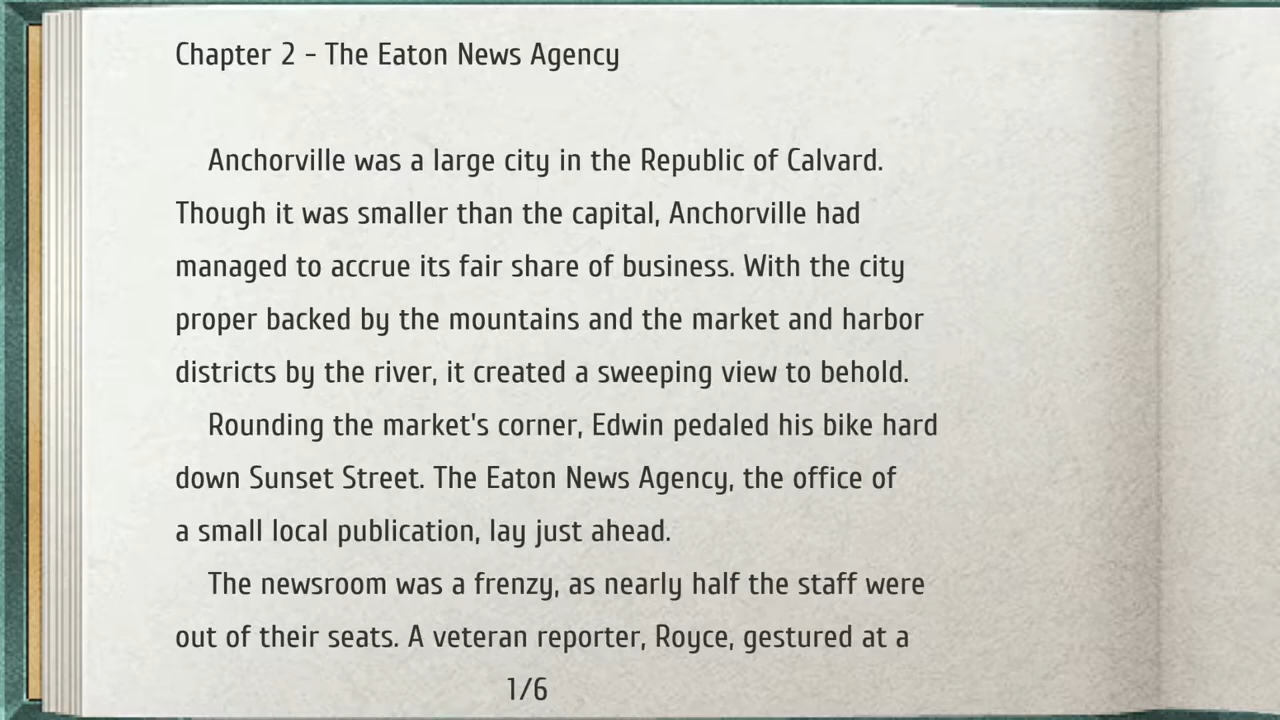 Chapter 2 - The Eaton News Agency
Anchorville was a large city in the Republic of Calvard.
Though it was smaller than the capital, Anchorville had
managed to accrue its fair share of business. With the city
proper backed by the mountains and the market and harbor
districts by the river, it created a sweeping view to behold.
Rounding the market's corner, Edwin pedaled his bike hard
down Sunset Street. The Eaton News Agency, the office of
a small local publication, lay just ahead.
The newsroom was a frenzy, as nearly half the staff were
out of their seats. A veteran reporter, Royce, gestured at a
1/6